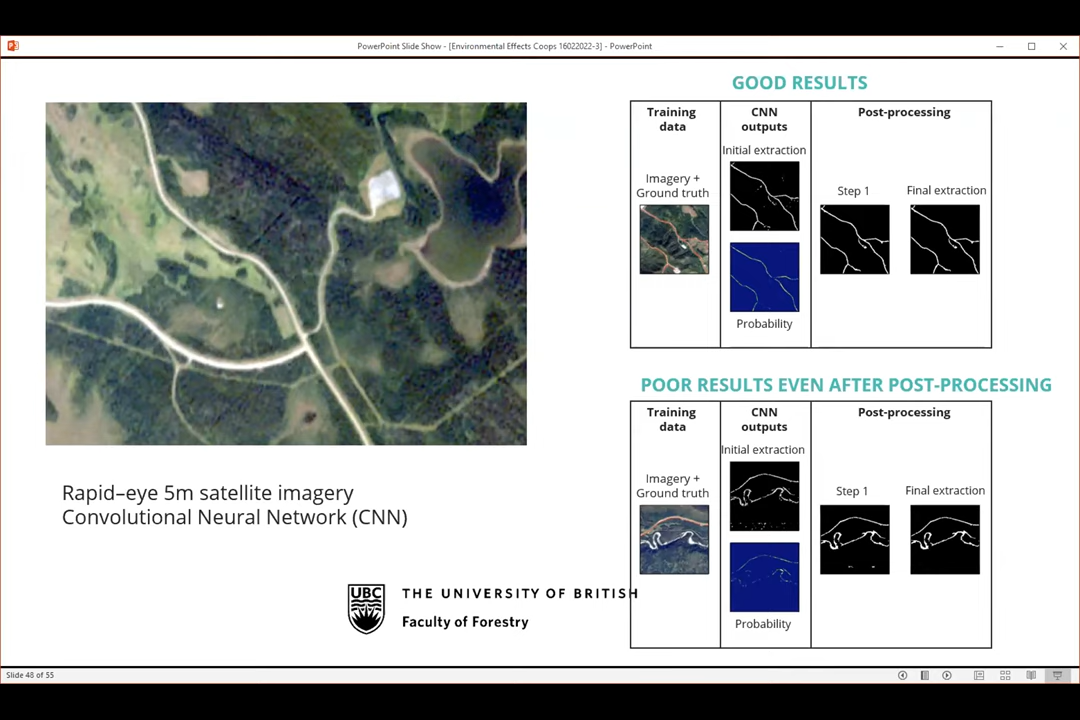 PowerPoint Slide Show - [Environmental Effects Coops 16022022-3] - PowerPoint
GOOD RESULTS
Training
data
CNN
outputs
Post-processing
Initial extraction
Imagery +
Ground truth
Step 1
Final extraction
Probability
POOR RESULTS EVEN AFTER POST-PROCESSING
Training
data
CNN
outputs
Post-processing
Initial extraction
Imagery +
Ground truth
Step 1
Final extraction
Probability
Rapid–eye 5m satellite imagery
Convolutional Neural Network (CNN)
UBC
THE UNIVERSITY OF BRITISH
Faculty of Forestry
Slide 48 of 55